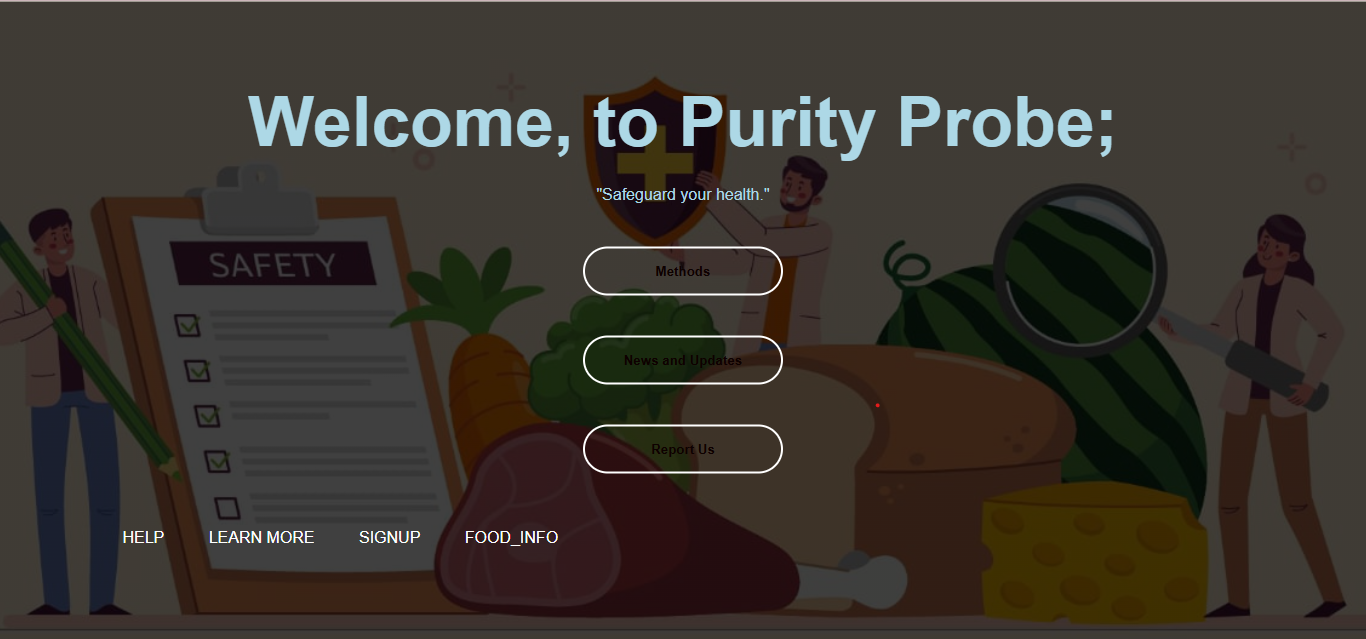 Welcome, to Purity Probe;
"Safeguard your health."
SAFETY
Methods
News and Updates
Report Us
HELP LEARN MORE SIGNUP FOOD_INFO